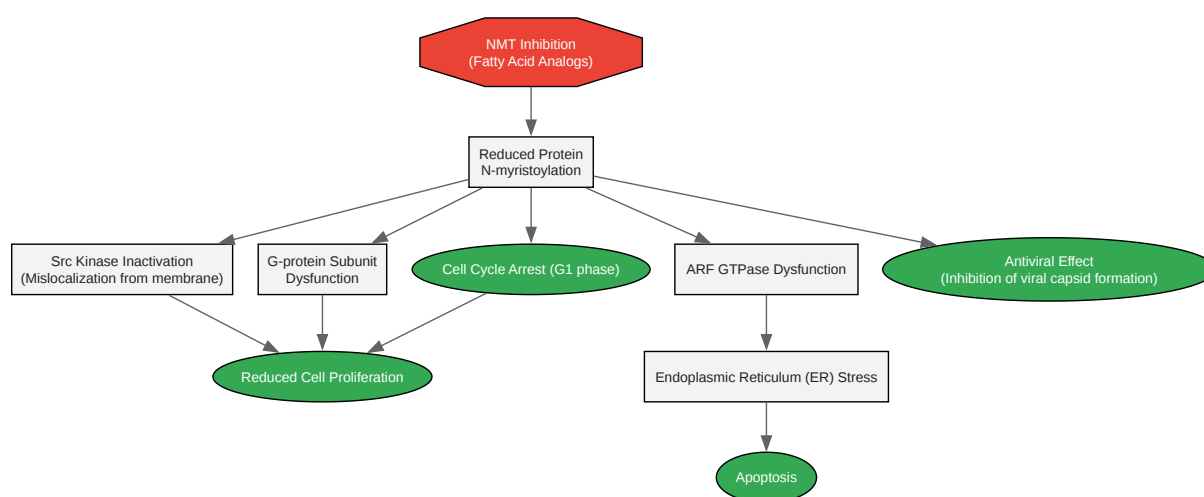 NMT Inhibition
(Fatty Acid Analogs)
Reduced Protein
N-myristoylation
Src Kinase Inactivation
(Mislocalization from membrane)
G-protein Subunit
Dysfunction
Cell Cycle Arrest (G1 phase)
ARF GTPase Dysfunction
Antiviral Effect
(Inhibition of viral capsid formation)
Reduced Cell Proliferation
Endoplasmic Reticulum (ER) Stress
Apoptosis